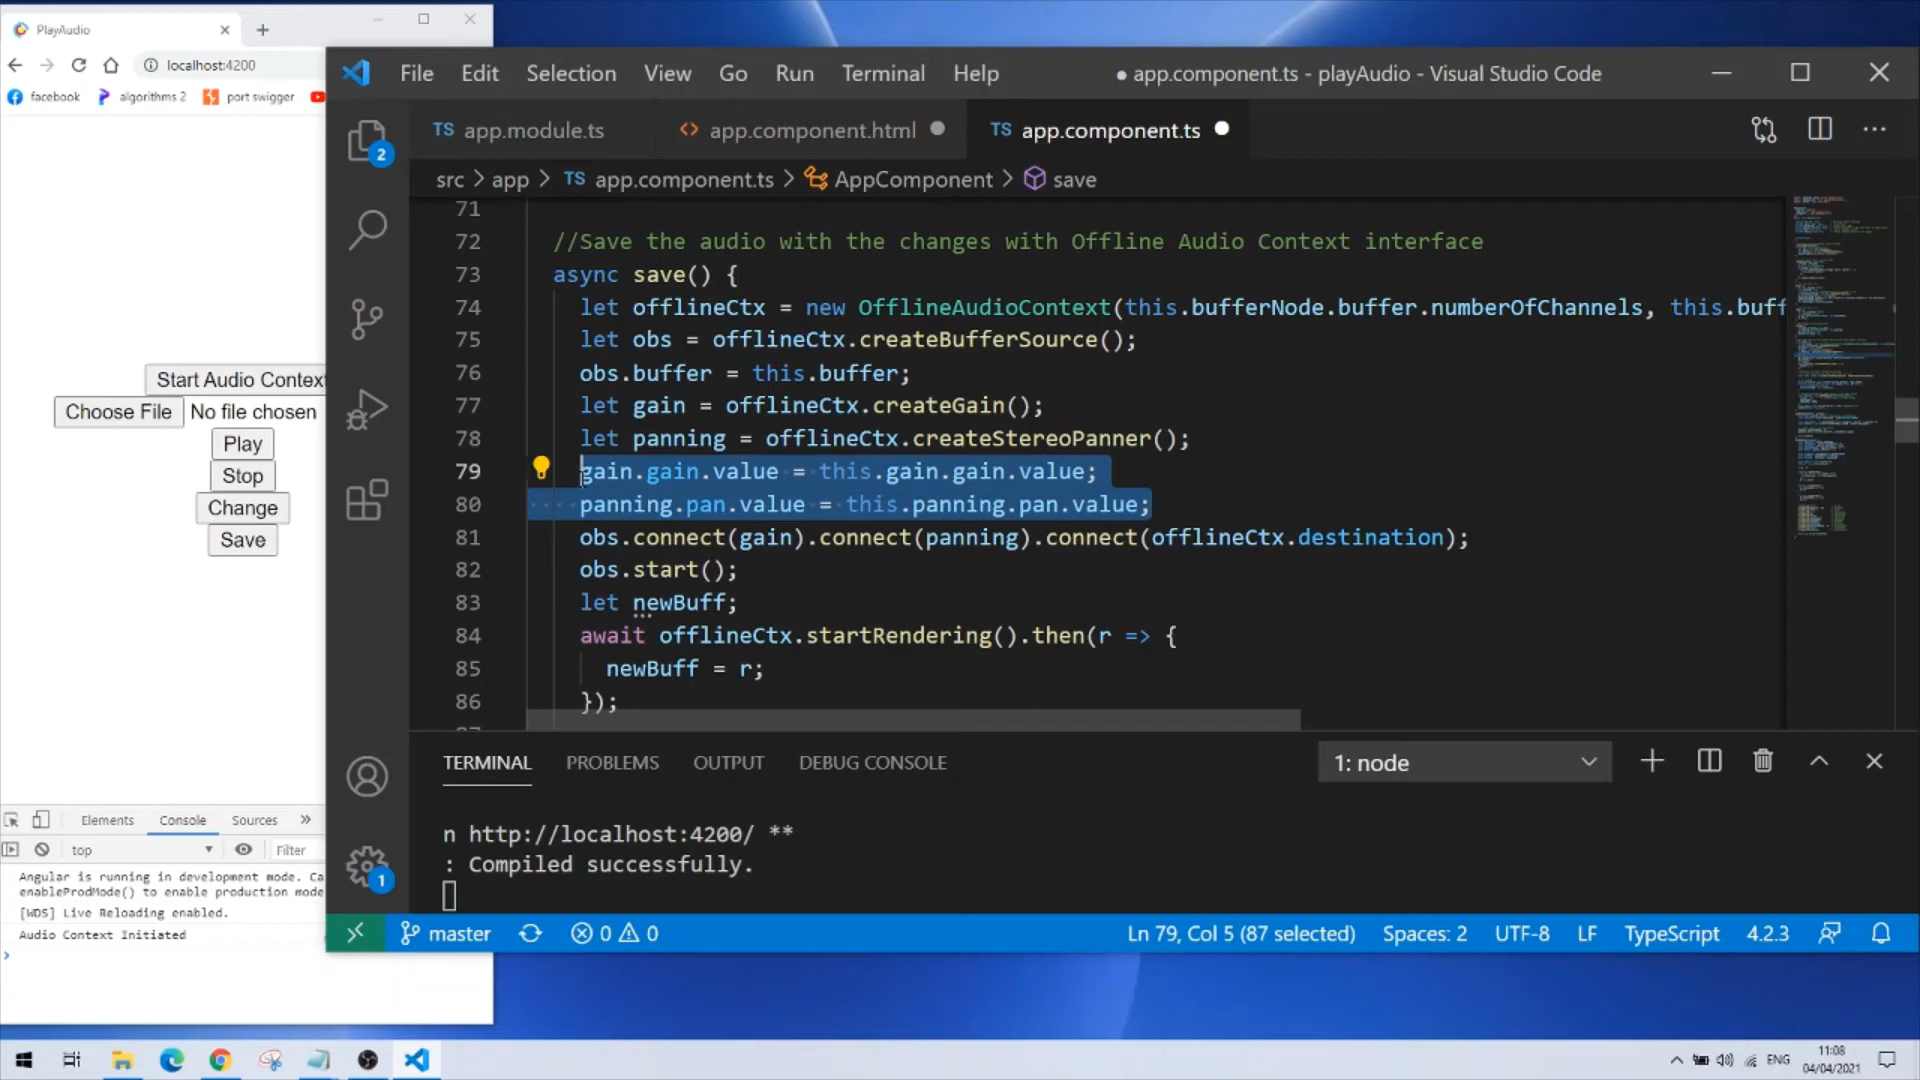 PlayAudio
localhost:4200
facebook
algorithms 2
port swigger
Start Audio Context
Choose File No file chosen
Play
Stop
Change
Save
Elements
Console
Sources
»
top
Filter
Angular is running in development mode. Ca
enableProdMode() to enable production mode
[WDS] Live Reloading enabled.
Audio Context Initiated
File Edit Selection View Go Run Terminal Help
● app.component.ts - playAudio - Visual Studio Code
TS app.module.ts
<> app.component.html
TS app.component.ts
src > app > TS app.component.ts > AppComponent > save
2
1
71
72 //Save the audio with the changes with Offline Audio Context interface
73 async save() {
74 let offlineCtx = new OfflineAudioContext(this.bufferNode.buffer.numberOfChannels, this.buff
75 let obs = offlineCtx.createBufferSource();
76 obs.buffer = this.buffer;
77 let gain = offlineCtx.createGain();
78 let panning = offlineCtx.createStereoPanner();
79 gain.gain.value = this.gain.gain.value;
80 panning.pan.value = this.panning.pan.value;
81 obs.connect(gain).connect(panning).connect(offlineCtx.destination);
82 obs.start();
83 let newBuff;
84 await offlineCtx.startRendering().then(r => {
85 newBuff = r;
86 });
TERMINAL PROBLEMS OUTPUT DEBUG CONSOLE
1: node
n http://localhost:4200/ **
: Compiled successfully.
master
0 0
Ln 79, Col 5 (87 selected)
Spaces: 2
UTF-8
LF
TypeScript
4.2.3
ENG
11:08
04/04/2021